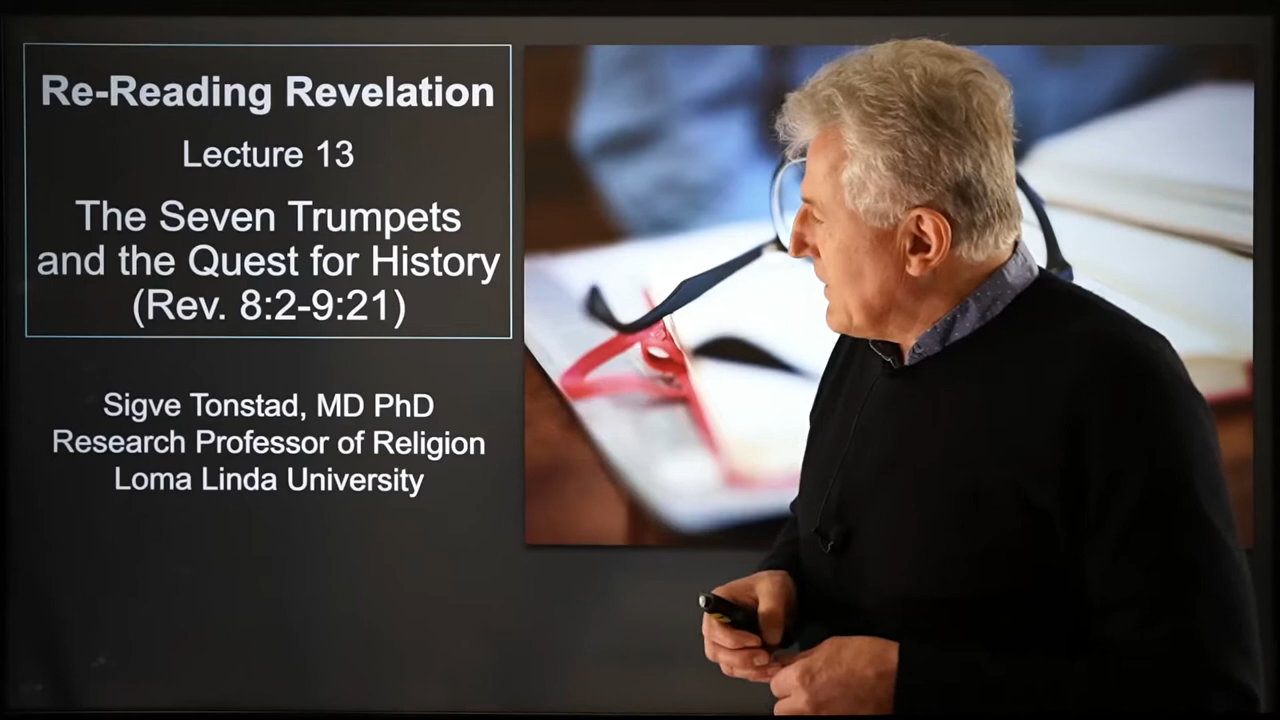 Re-Reading Revelation
Lecture 13
The Seven Trumpets
and the Quest for History
(Rev. 8:2-9:21)
Sigve Tonstad, MD PhD
Research Professor of Religion
Loma Linda University